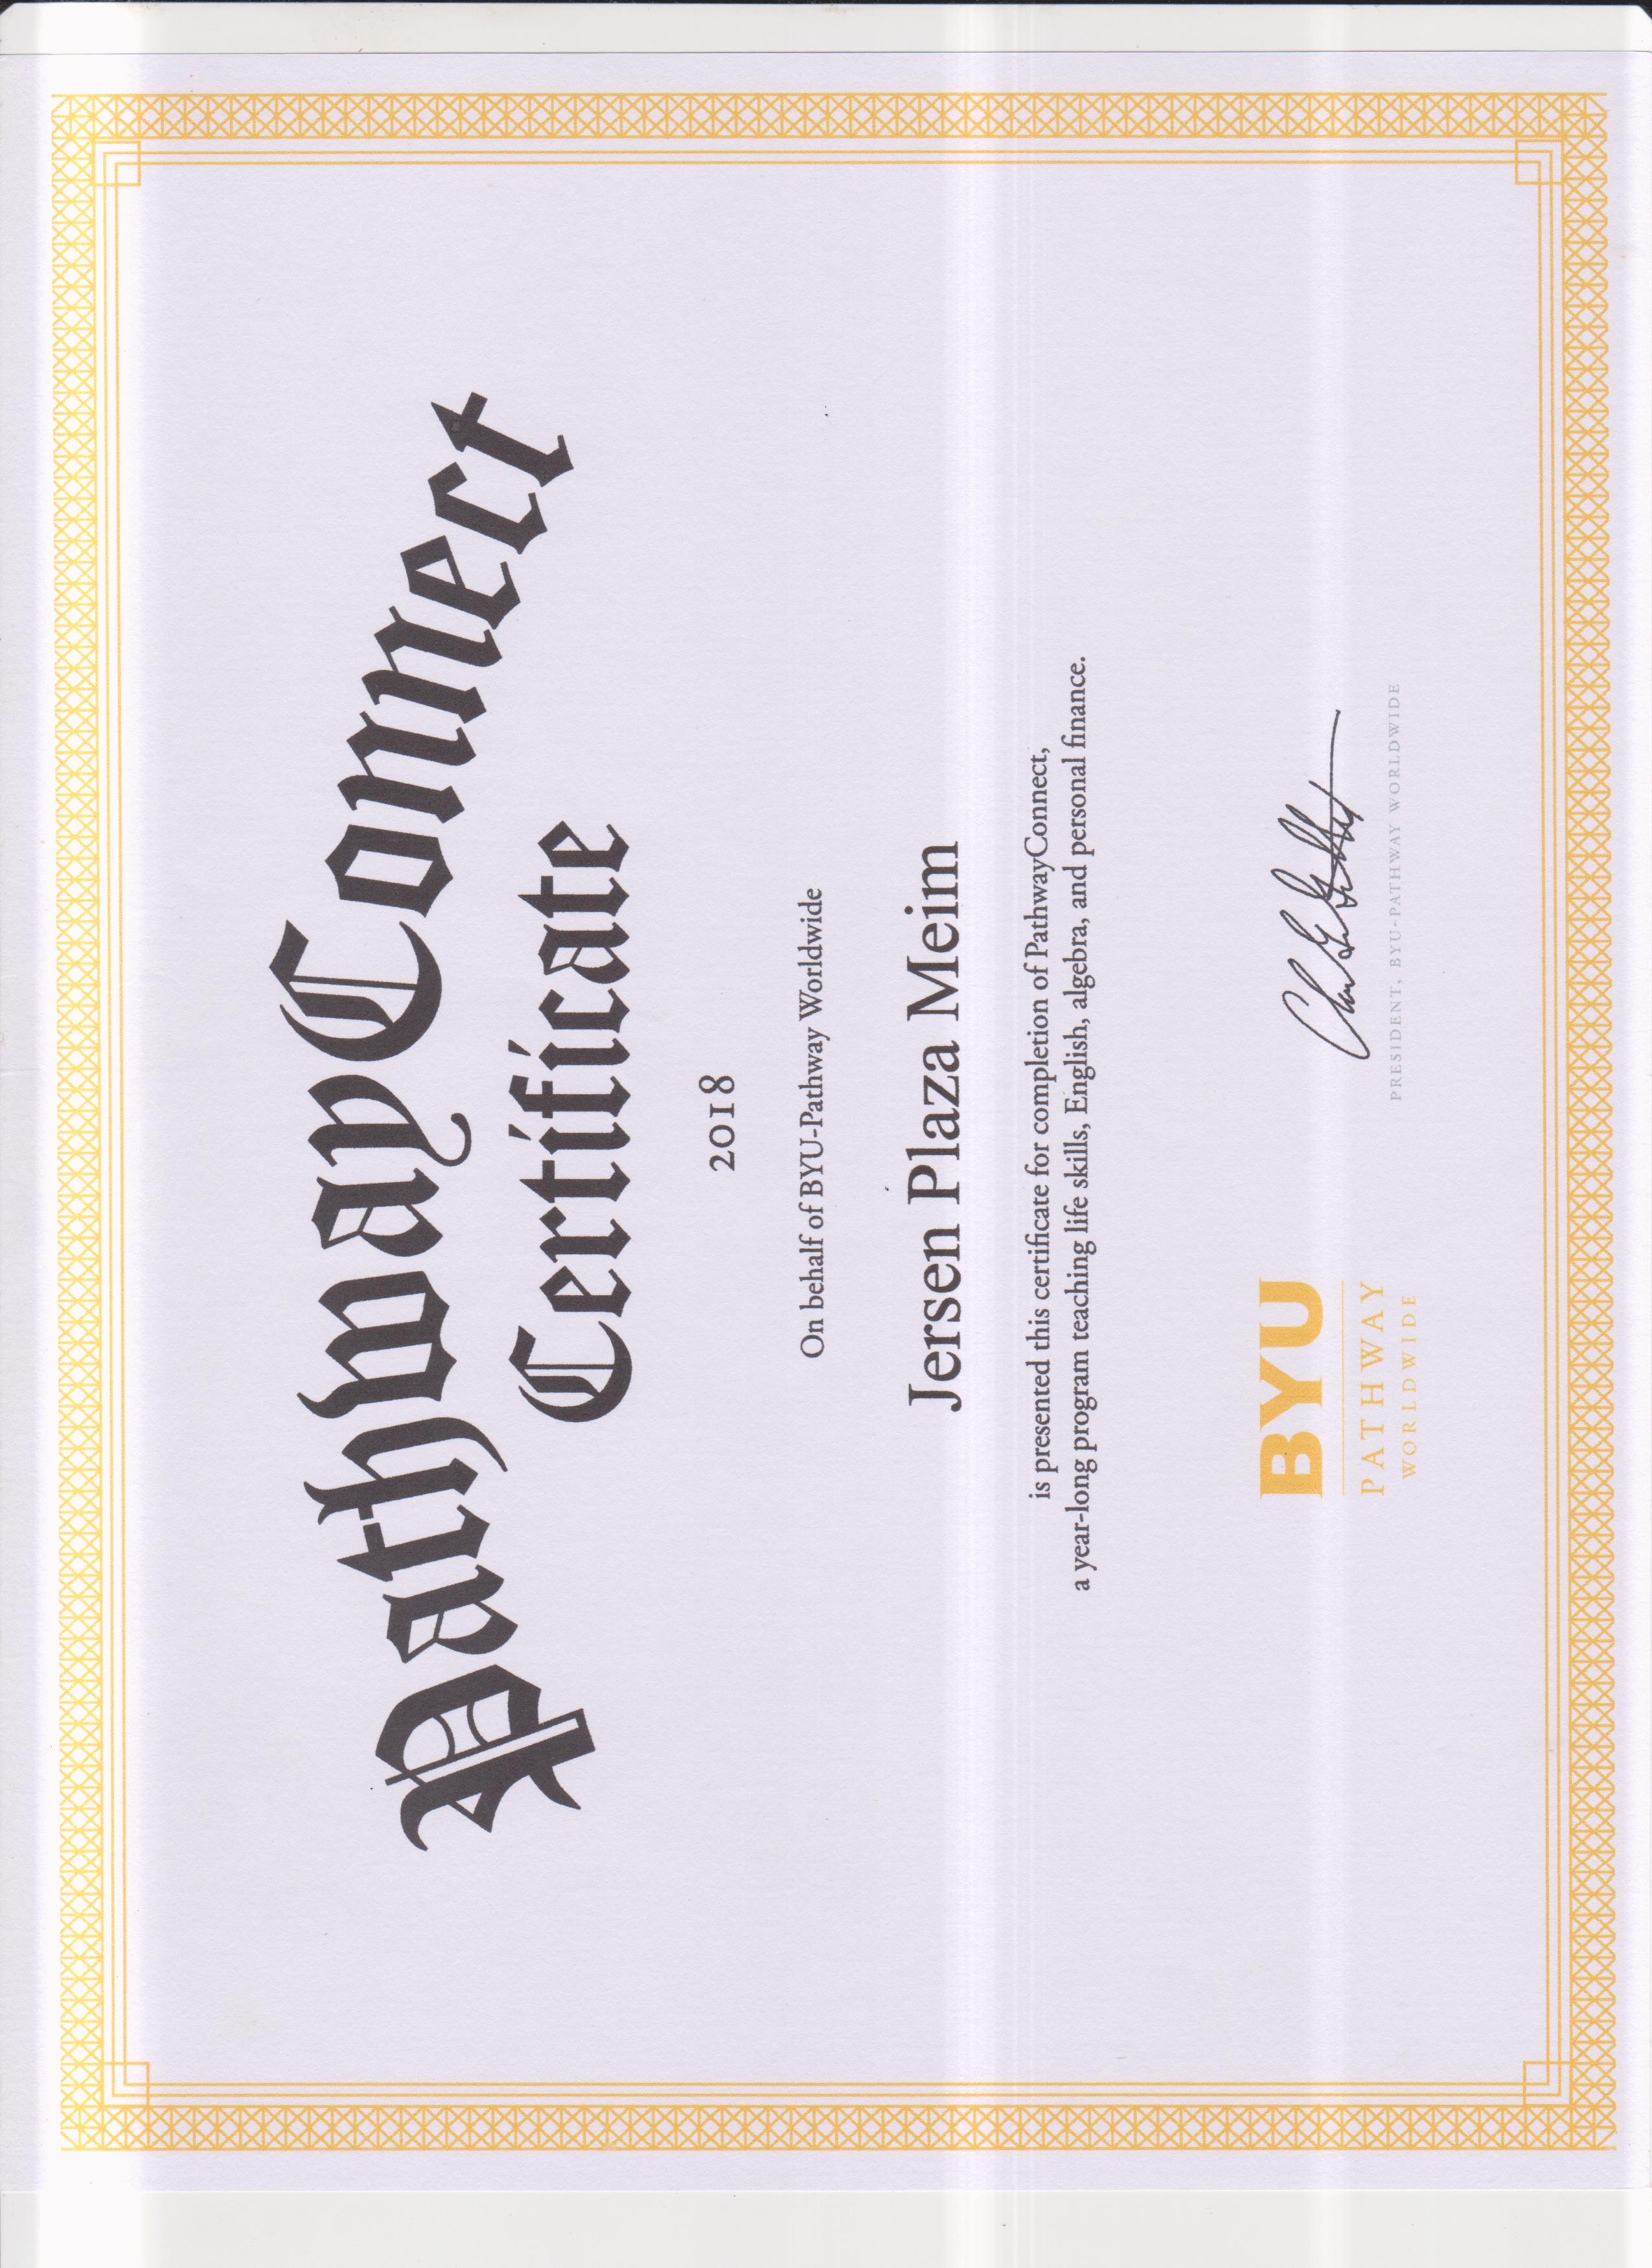 PathwayConnect
Certificate
2018
On behalf of BYU-Pathway Worldwide
Jersen Plaza Meim
is presented this certificate for completion of PathwayConnect,
a year-long program teaching life skills, English, algebra, and personal finance.
BYU
PATHWAY
WORLDWIDE
PRESIDENT, BYU-PATHWAY WORLDWIDE